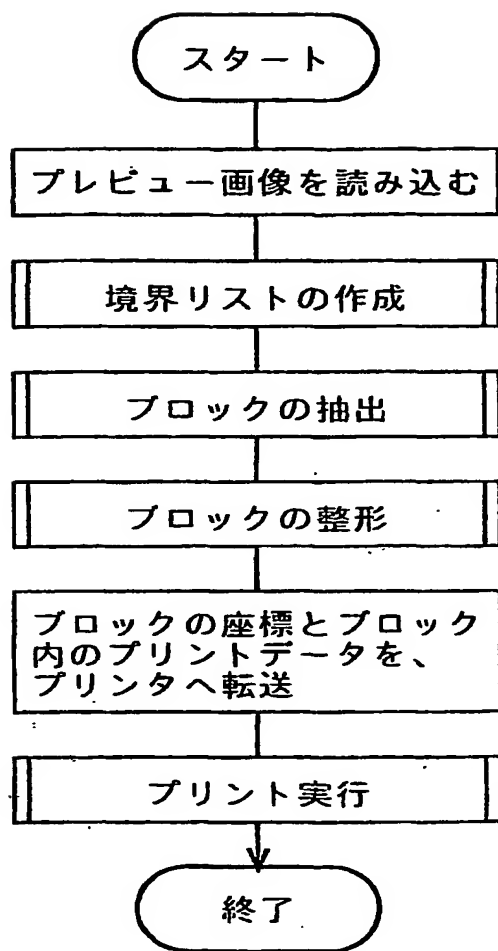 スタート
プレビュー画像を読み込む
境界リストの作成
ブロックの抽出
ブロックの整形
ブロックの座標とブロック
内のプリントデータを、
プリンタへ転送
プリント実行
終了